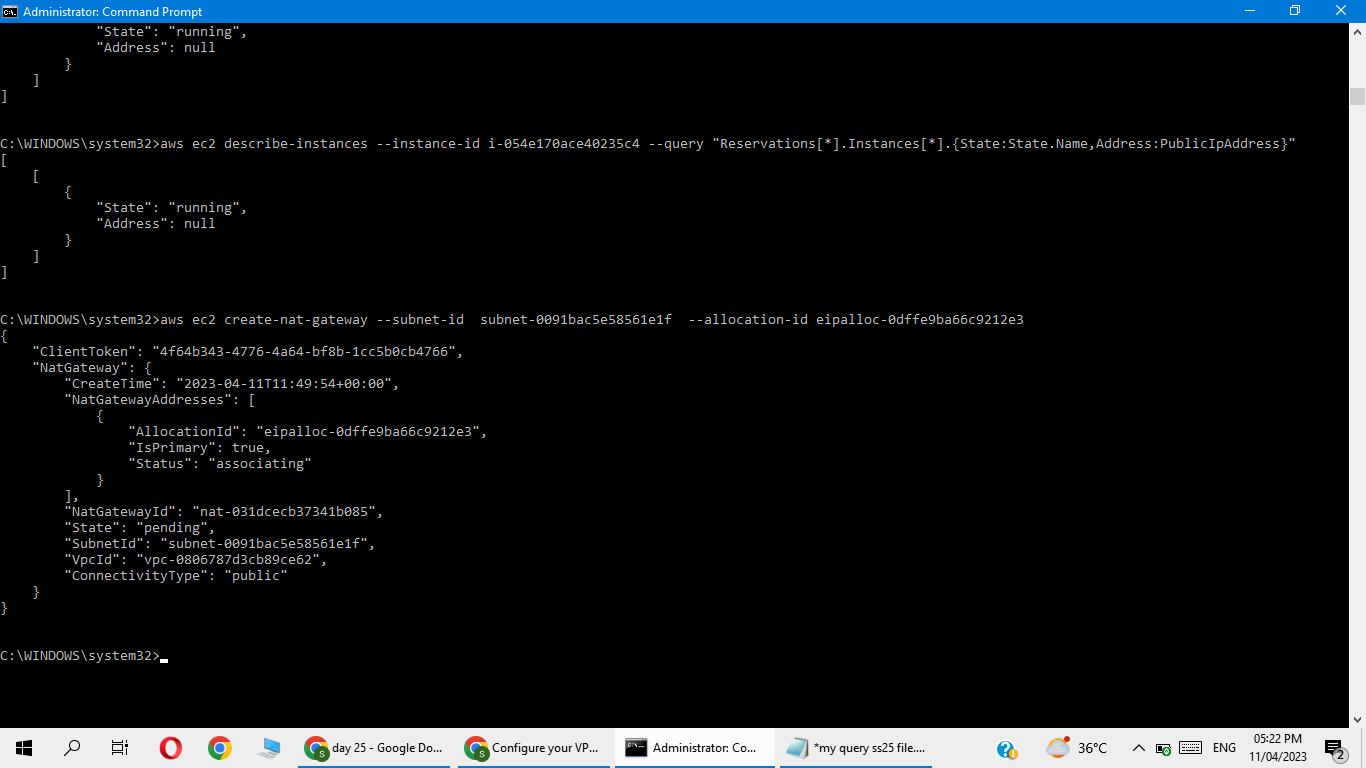 Administrator: Command Prompt
            "State": "running",
            "Address": null
        }
    ]
]
C:\WINDOWS\system32>aws ec2 describe-instances --instance-id i-054e170ace40235c4 --query "Reservations[*].Instances[*].{State:State.Name,Address:PublicIpAddress}"
[
    [
        {
            "State": "running",
            "Address": null
        }
    ]
]
C:\WINDOWS\system32>aws ec2 create-nat-gateway --subnet-id  subnet-0091bac5e58561e1f  --allocation-id eipalloc-0dffe9ba66c9212e3
{
    "ClientToken": "4f64b343-4776-4a64-bf8b-1cc5b0cb4766",
    "NatGateway": {
        "CreateTime": "2023-04-11T11:49:54+00:00",
        "NatGatewayAddresses": [
            {
                "AllocationId": "eipalloc-0dffe9ba66c9212e3",
                "IsPrimary": true,
                "Status": "associating"
            }
        ],
        "NatGatewayId": "nat-031dcecb37341b085",
        "State": "pending",
        "SubnetId": "subnet-0091bac5e58561e1f",
        "VpcId": "vpc-0806787d3cb89ce62",
        "ConnectivityType": "public"
    }
}
C:\WINDOWS\system32>
day 25 - Google Do...
Configure your VP...
Administrator: Co...
*my query ss25 file....
36°C
ENG
05:22 PM
11/04/2023
2